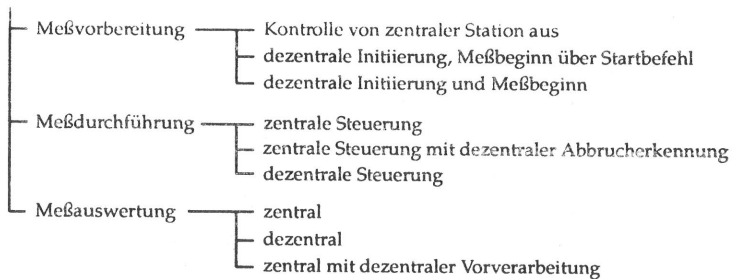 Meßvorbereitung Kontrolle von zentraler Station aus
dezentrale Initiierung, Meßbeginn über Startbefehl
dezentrale Initiierung und Meßbeginn
Meßdurchführung zentrale Steuerung
zentrale Steuerung mit dezentraler Abbrucherkennung
dezentrale Steuerung
Meßauswertung zentral
dezentral
zentral mit dezentraler Vorverarbeitung